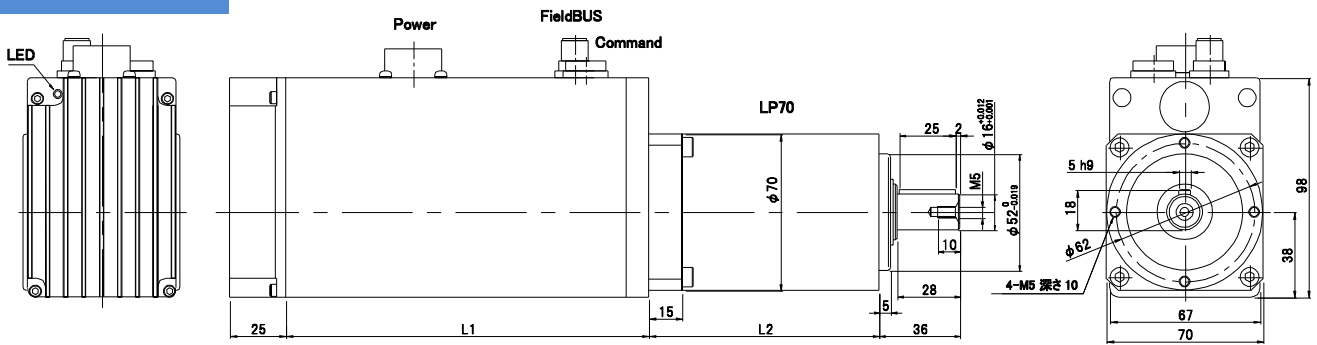 LED
Power
FieldBUS
Command
LP70
25
2
φ16 +0.012 +0.001
M5
φ70
φ52 0 -0.019
10
28
5
15
25
L1
L2
36
5 h9
18
φ62
4-M5 深さ 10
98
38
67
70